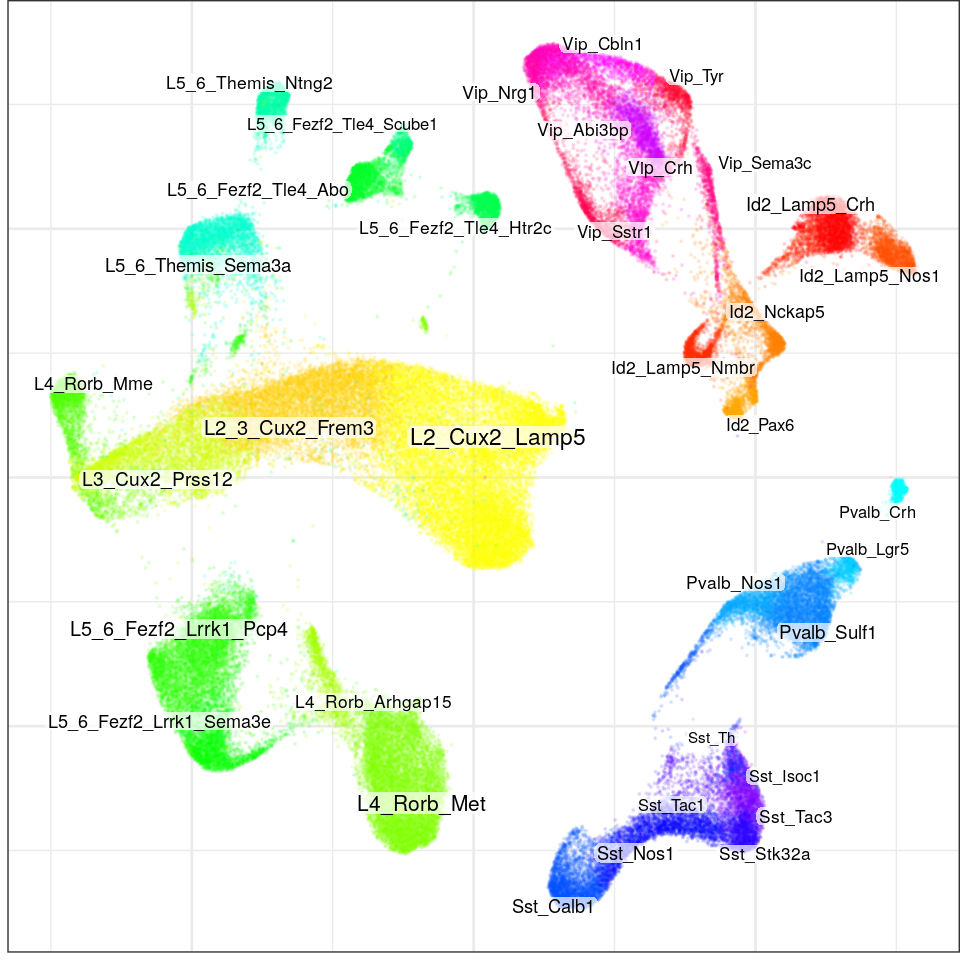 Vip_Cbln1
Vip_Tyr
L5_6_Themis_Ntng2
Vip_Nrg1
L5_6_Fezf2_Tle4_Scube1
Vip_Abi3bp
Vip_Sema3c
Vip_Crh
L5_6_Fezf2_Tle4_Abo
Id2_Lamp5_Crh
L5_6_Fezf2_Tle4_Htr2c
Vip_Sstr1
L5_6_Themis_Sema3a
Id2_Lamp5_Nos1
Id2_Nckap5
Id2_Lamp5_Nmbr
L4_Rorb_Mme
Id2_Pax6
L2_3_Cux2_Frem3
L2_Cux2_Lamp5
L3_Cux2_Prss12
Pvalb_Crh
Pvalb_Lgr5
Pvalb_Nos1
L5_6_Fezf2_Lrrk1_Pcp4
Pvalb_Sulf1
L4_Rorb_Arhgap15
L5_6_Fezf2_Lrrk1_Sema3e
Sst_Th
Sst_Isoc1
L4_Rorb_Met
Sst_Tac1
Sst_Tac3
Sst_Nos1
Sst_Stk32a
Sst_Calb1